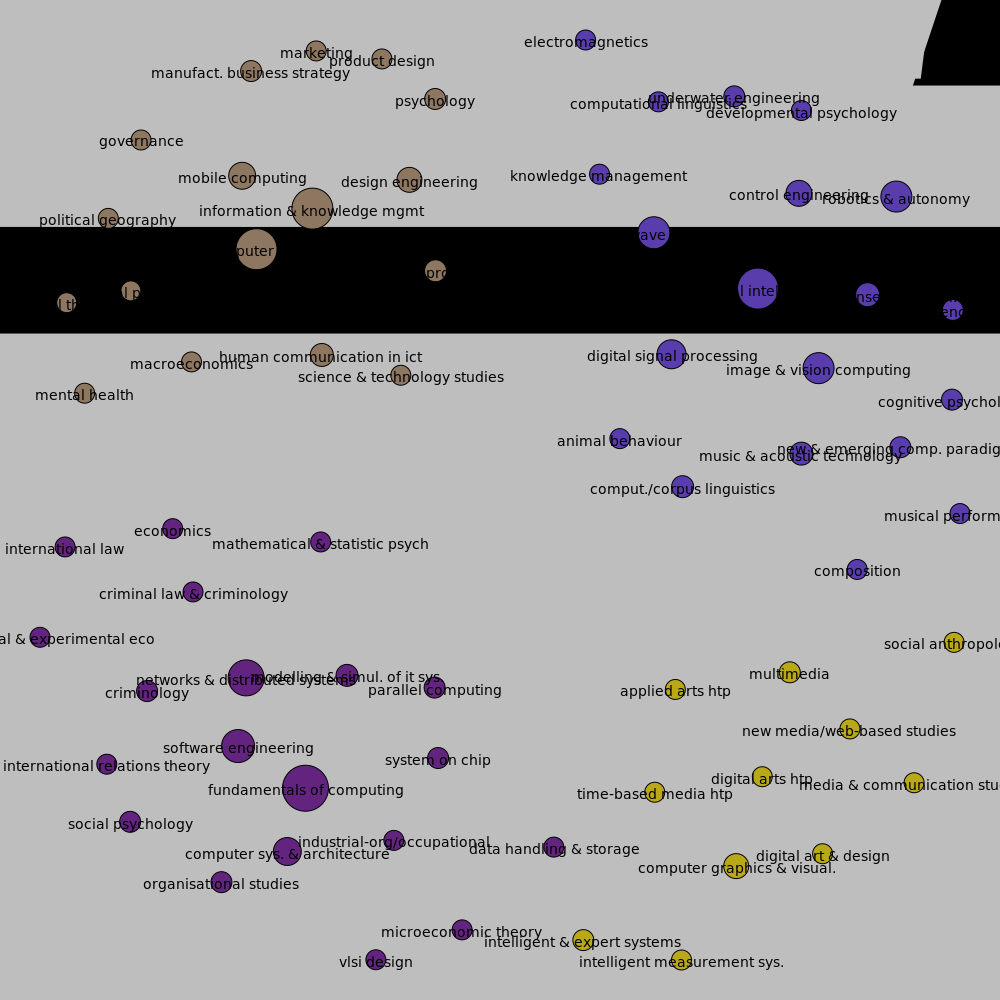 electromagnetics
marketing
product design
manufact. business strategy
psychology
underwater engineering
computational linguistics
developmental psychology
governance
knowledge management
mobile computing
design engineering
control engineering
robotics & autonomy
information & knowledge mgmt
political geography
digital signal processing
human communication in ict
macroeconomics
image & vision computing
science & technology studies
mental health
cognitive psychol
animal behaviour
new & emerging comp. paradig
music & acoustic technology
comput./corpus linguistics
musical perform
economics
mathematical & statistic psych
international law
composition
criminal law & criminology
al & experimental eco
social anthropolo
multimedia
modelling & simul. of it sys.
networks & distributed systems
parallel computing
applied arts htp
criminology
new media/web-based studies
software engineering
system on chip
international relations theory
digital arts htp
media & communication stu
fundamentals of computing
time-based media htp
social psychology
industrial-org/occupational
data handling & storage
computer sys. & architecture
digital art & design
computer graphics & visual.
organisational studies
microeconomic theory
intelligent & expert systems
vlsi design
intelligent measurement sys.